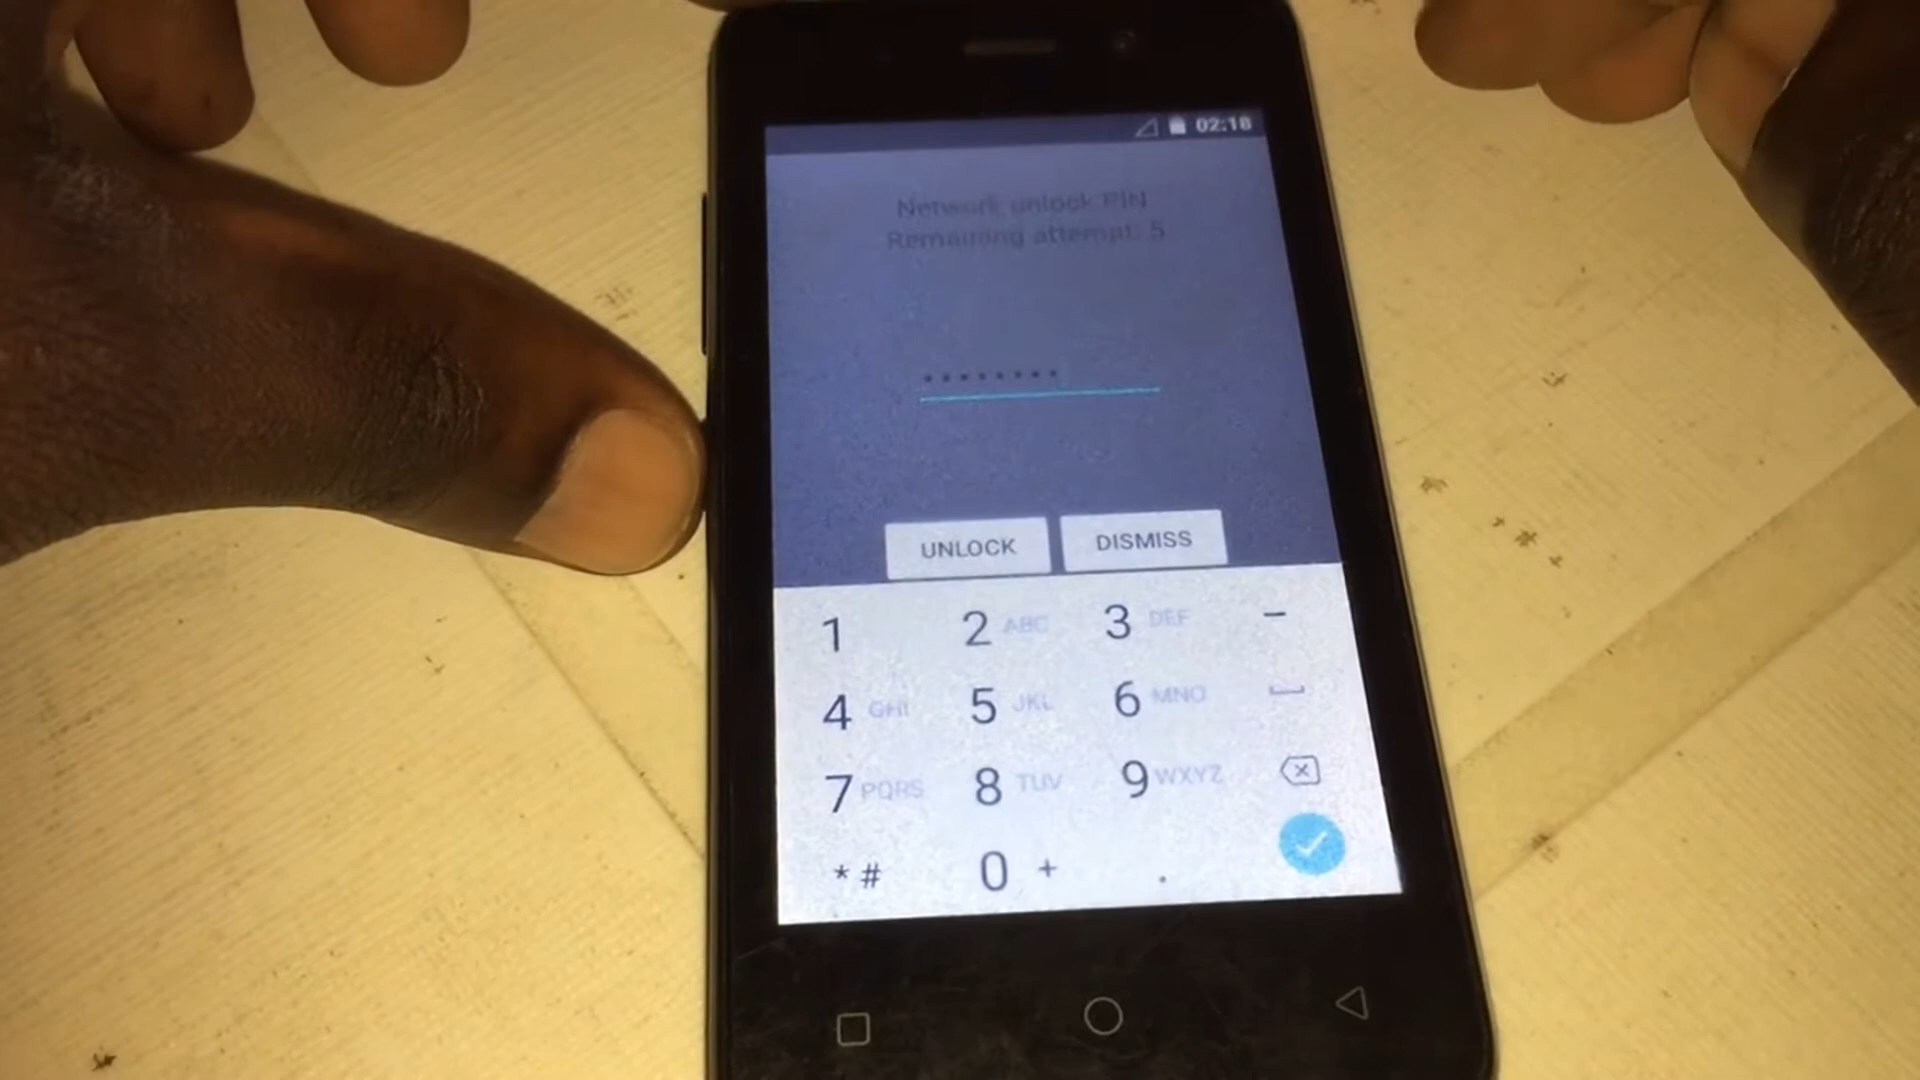 02:18
Network unlock PIN
Remaining attempt: 5
••••••••
UNLOCK DISMISS
1 2 ABC 3 DEF -
4 GHI 5 JKL 6 MNO
7 PQRS 8 TUV 9 WXYZ
* # 0 + .